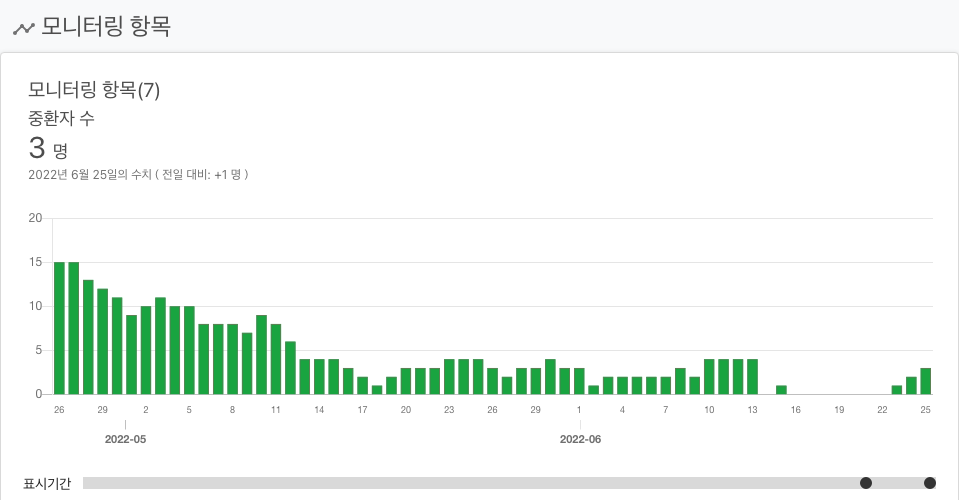 모니터링 항목
모니터링 항목(7)
중환자 수
3 명
2022년 6월 25일의 수치 ( 전일 대비: +1 명 )
20
15
10
5
0
26 29 2 5 8 11 14 17 20 23 26 29 1 4 7 10 13 16 19 22 25
2022-05 2022-06
표시기간